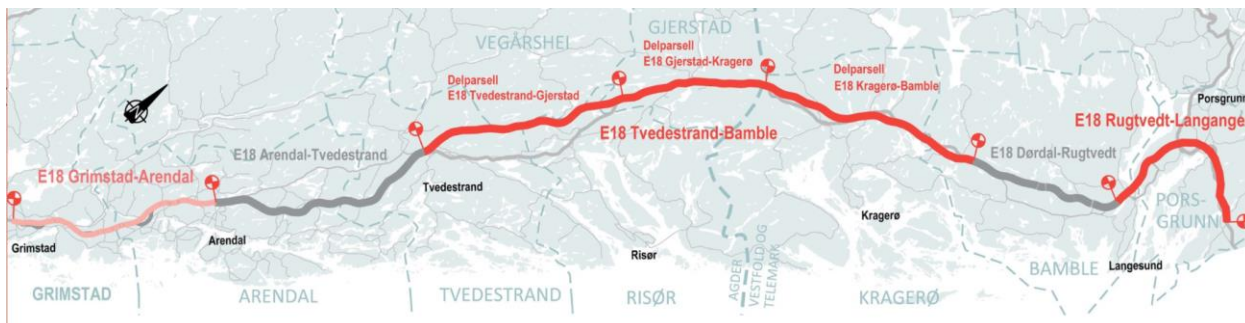 GJERSTAD
VEGÅRSHEI
Delparsell
E18 Gjerstad-Kragerø
Delparsell
E18 Tvedestrand-Gjerstad
Delparsell
E18 Kragerø-Bamble
Porsgrunn
E18 Tvedestrand-Bamble
E18 Rugtvedt-Langangen
E18 Arendal-Tvedestrand
E18 Dørdal-Rugtvedt
E18 Grimstad-Arendal
Tvedestrand
PORS-
GRUNN
Kragerø
Grimstad
Arendal
Risør
Langesund
AGDER
VESTFOLD OG
TELEMARK
BAMBLE
GRIMSTAD
ARENDAL
TVEDESTRAND
RISØR
KRAGERØ